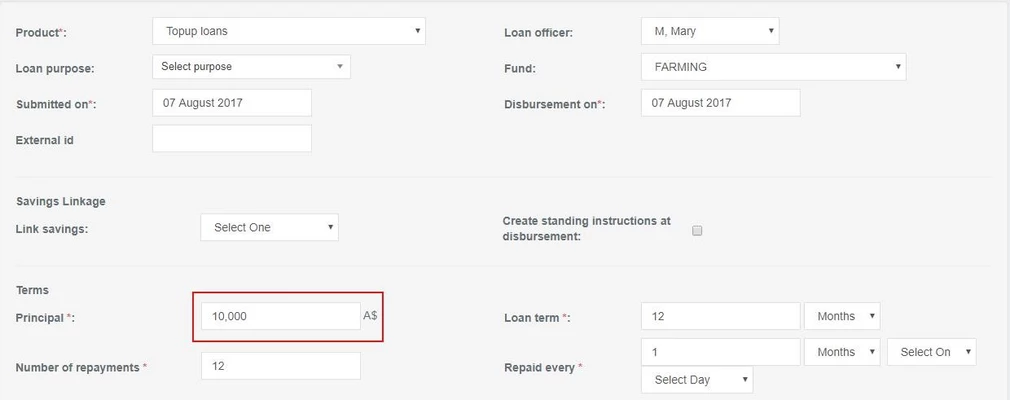 Product*: Topup loans Loan officer: M, Mary
Loan purpose: Select purpose Fund: FARMING
Submitted on*: 07 August 2017 Disbursement on*: 07 August 2017
External id
Savings Linkage
Link savings: Select One Create standing instructions at
disbursement:
Terms
Principal *: 10,000 A$ Loan term *: 12 Months
Number of repayments * 12 Repaid every * 1 Months Select On
Select Day